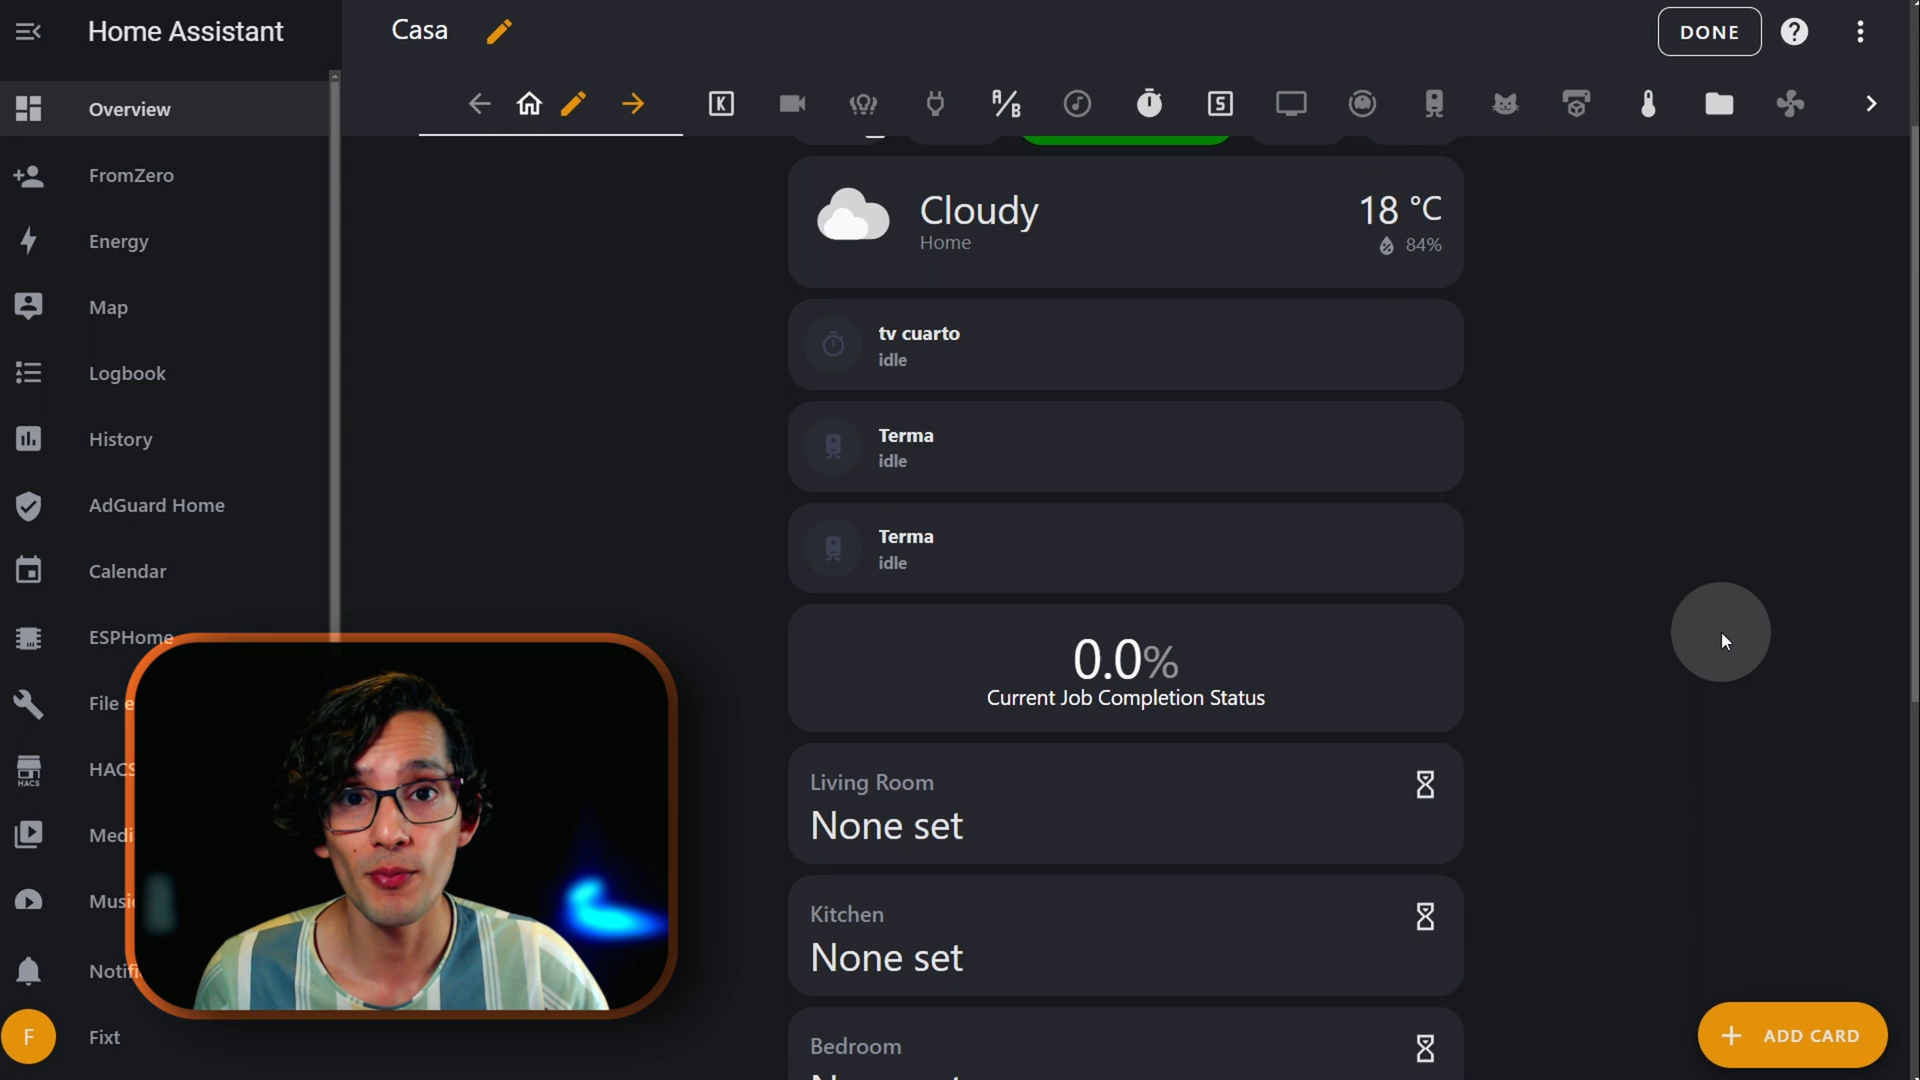 Home Assistant
Casa
DONE
Overview
FromZero
Energy
Map
Logbook
History
AdGuard Home
Calendar
ESPHome
File e
HACS
HACS
Medi
Musi
Notifi
F
Fixt
K
A/B
S
Cloudy
Home
18 °C
84%
tv cuarto
idle
Terma
idle
Terma
idle
0.0%
Current Job Completion Status
Living Room
None set
Kitchen
None set
Bedroom
ADD CARD